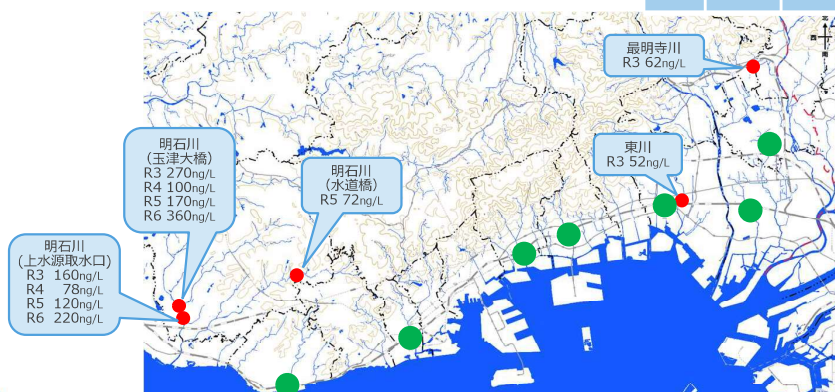 最明寺川
R3 62ng/L
東川
R3 52ng/L
明石川
(玉津大橋)
R3 270ng/L
R4 100ng/L
R5 170ng/L
R6 360ng/L
明石川
(水道橋)
R5 72ng/L
明石川
(上水源取水口)
R3 160ng/L
R4 78ng/L
R5 120ng/L
R6 220ng/L